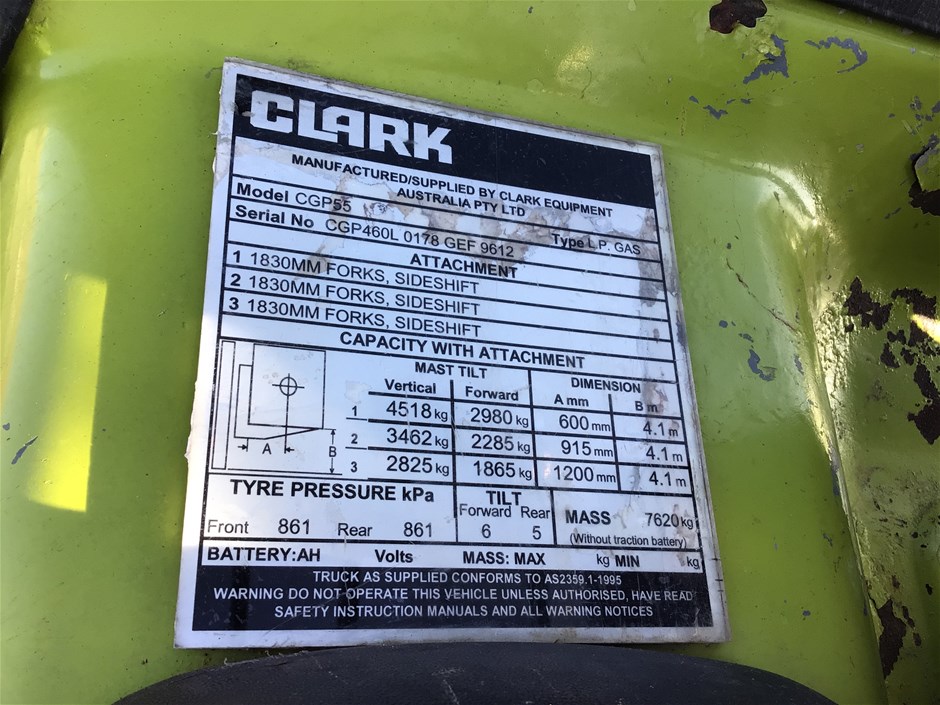 CLARK
MANUFACTURED/SUPPLIED BY CLARK EQUIPMENT
AUSTRALIA PTY LTD
Model CGP55
Serial No CGP460L 0178 GEF 9612 Type L.P. GAS
ATTACHMENT
1 1830MM FORKS, SIDESHIFT
2 1830MM FORKS, SIDESHIFT
3 1830MM FORKS, SIDESHIFT
CAPACITY WITH ATTACHMENT
MAST TILT DIMENSION
Vertical Forward A mm B m
1 4518 kg 2980 kg 600 mm 4.1 m
2 3462 kg 2285 kg 915 mm 4.1 m
3 2825 kg 1865 kg 1200 mm 4.1 m
A B
TYRE PRESSURE kPa TILT
Forward Rear
Front 861 Rear 861 6 5
MASS 7620 kg
(Without traction battery)
BATTERY:AH Volts MASS: MAX kg MIN kg
TRUCK AS SUPPLIED CONFORMS TO AS2359.1-1995
WARNING DO NOT OPERATE THIS VEHICLE UNLESS AUTHORISED, HAVE READ
SAFETY INSTRUCTION MANUALS AND ALL WARNING NOTICES